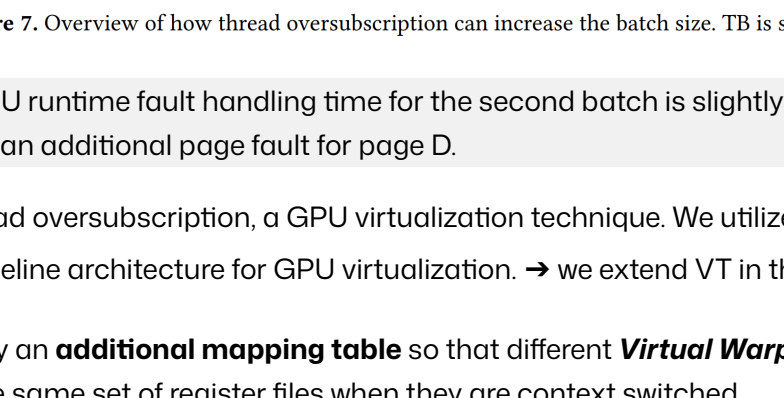 re 7. Overview of how thread oversubscription can increase the batch size. TB is s
U runtime fault handling time for the second batch is slightly
an additional page fault for page D.
ad oversubscription, a GPU virtualization technique. We utilize
eline architecture for GPU virtualization. ➔ we extend VT in th
y an additional mapping table so that different Virtual Warp
e same set of register files when they are context switched